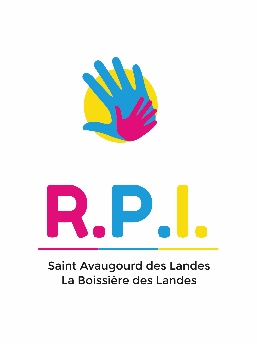 R.P.I.
Saint Avaugourd des Landes
La Boissière des Landes